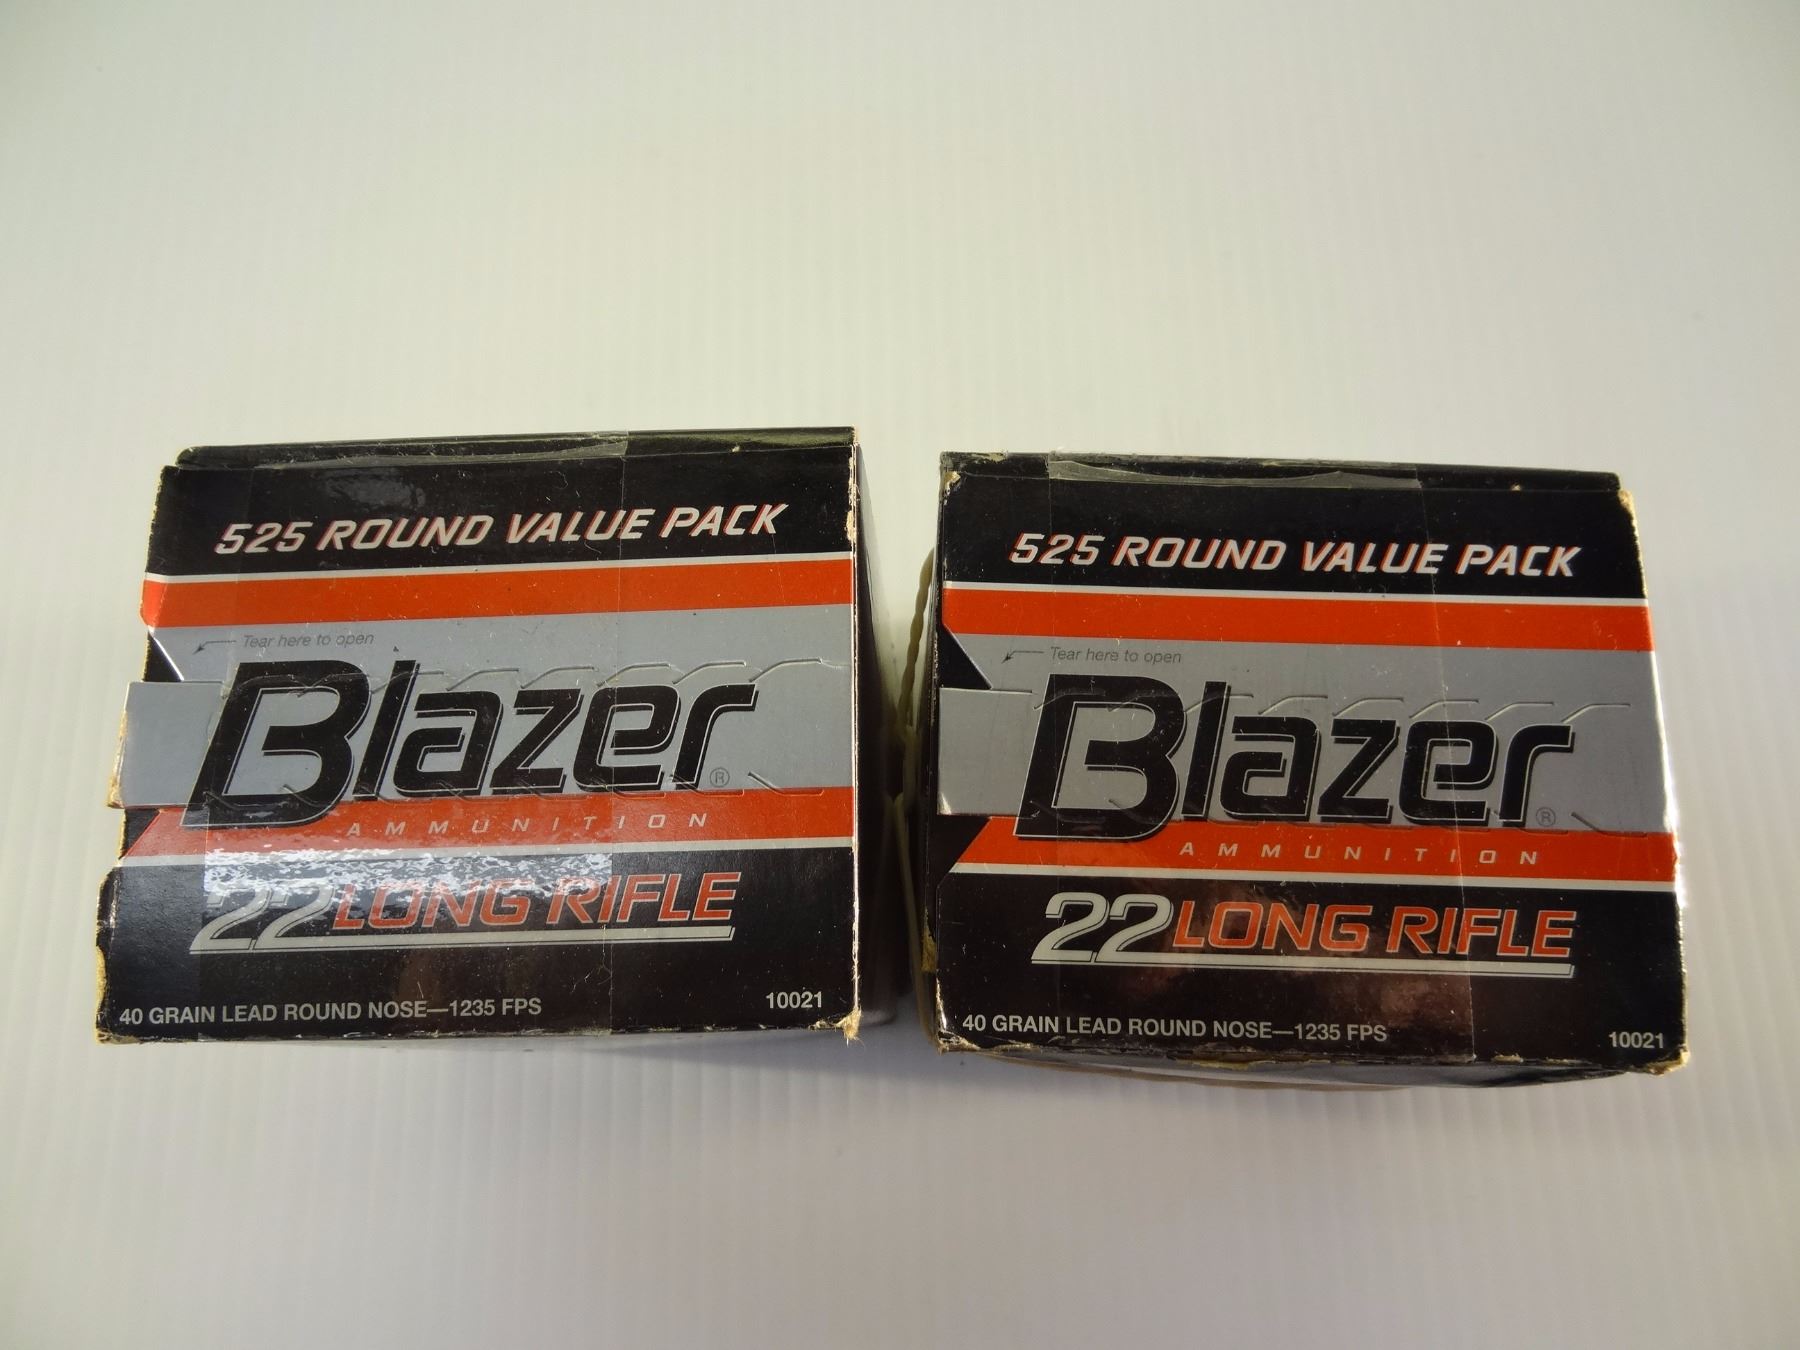 525 ROUND VALUE PACK
Tear here to open
Blazer®
AMMUNITION
22 LONG RIFLE
40 GRAIN LEAD ROUND NOSE—1235 FPS
10021
525 ROUND VALUE PACK
Tear here to open
Blazer®
AMMUNITION
22 LONG RIFLE
40 GRAIN LEAD ROUND NOSE—1235 FPS
10021